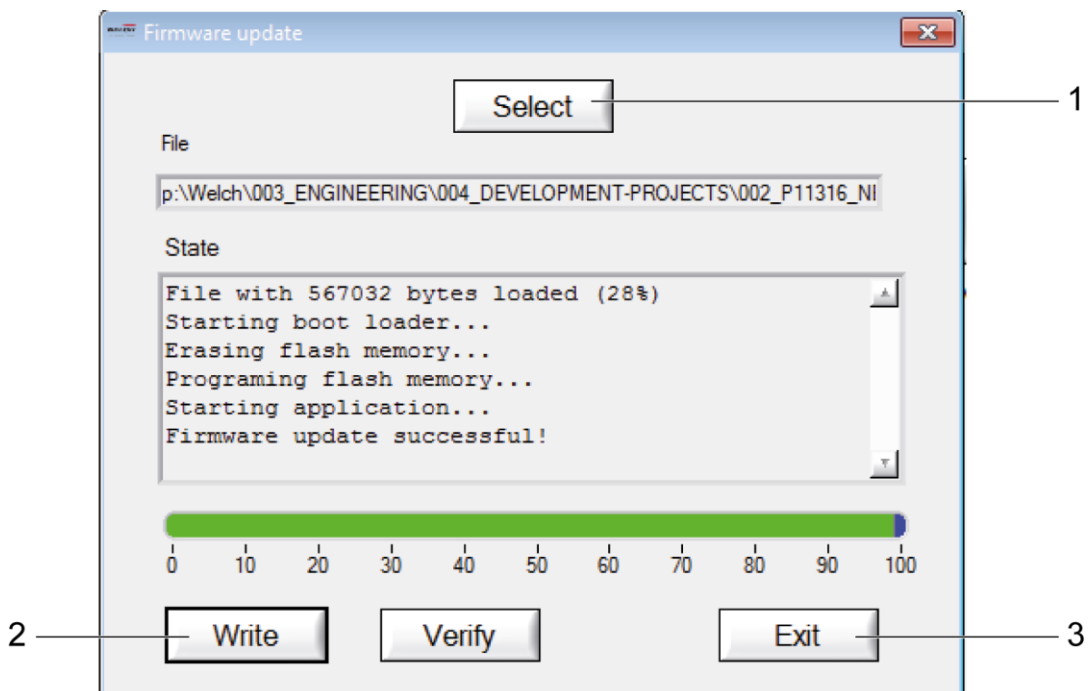 Firmware update
Select
1
File
p:\Welch\003_ENGINEERING\004_DEVELOPMENT-PROJECTS\002_P11316_NI
State
File with 567032 bytes loaded (28%)
Starting boot loader...
Erasing flash memory...
Programing flash memory...
Starting application...
Firmware update successful!
0 10 20 30 40 50 60 70 80 90 100
2 Write Verify Exit 3